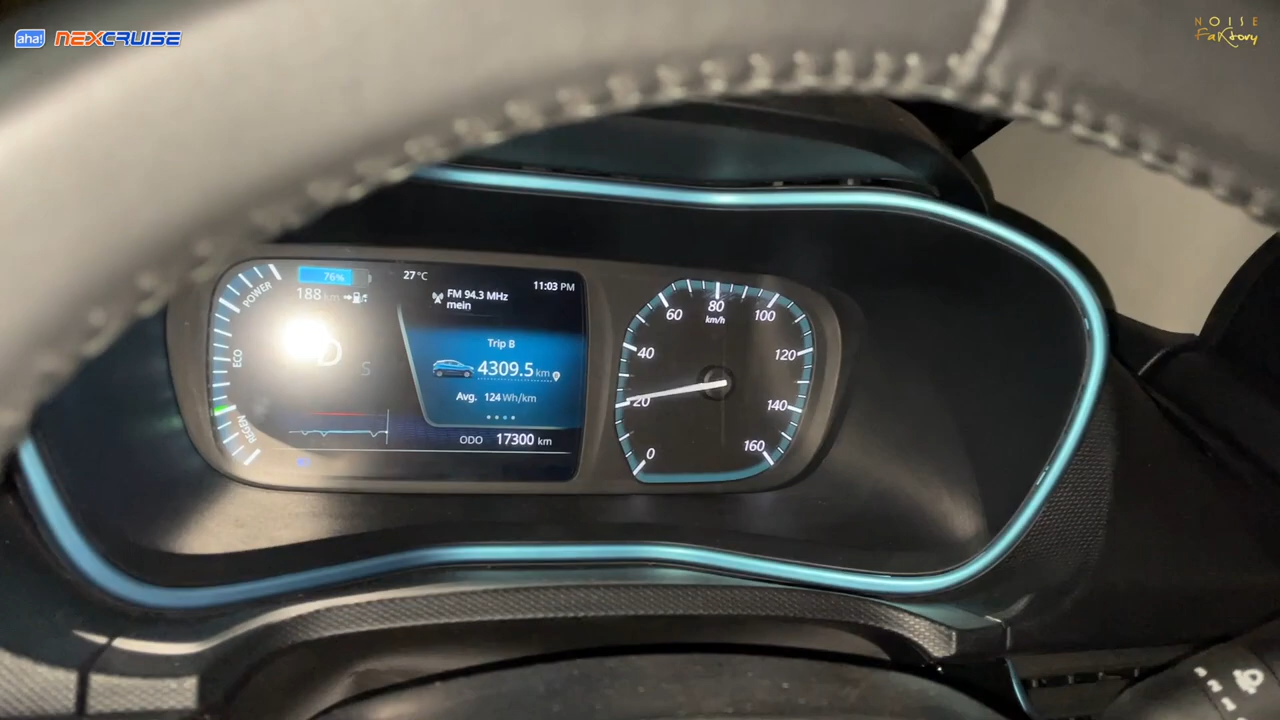 aha! NEXCRUISE
NOISE
FaKtory
POWER
ECO
REGEN
76%
188 km
27°C
11:03 PM
FM 94.3 MHz
mein
D
S
Trip B
4309.5 km
Avg. 124 Wh/km
ODO 17300 km
0
20
40
60
80
100
120
140
160
km/h